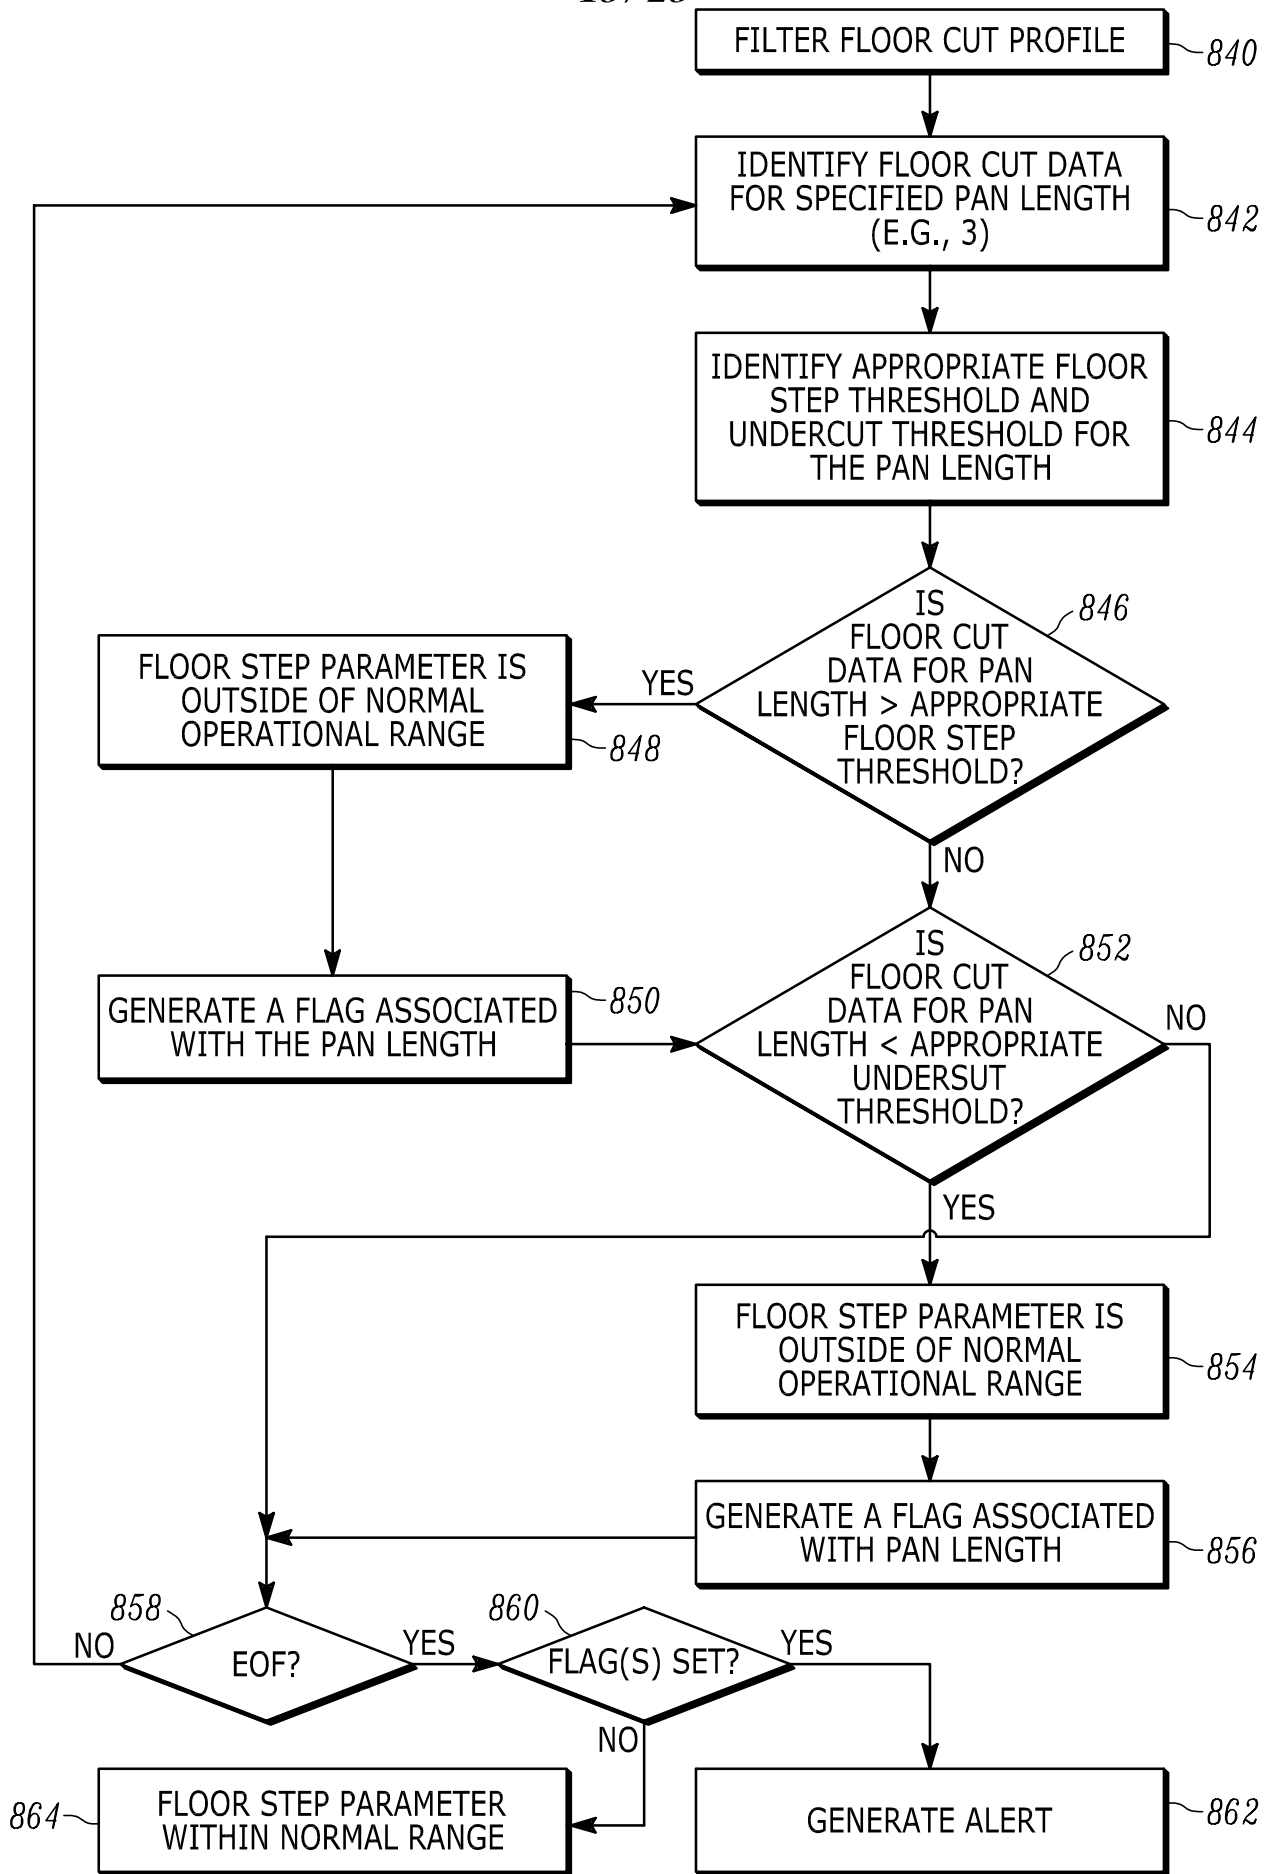 FILTER FLOOR CUT PROFILE
840
IDENTIFY FLOOR CUT DATA
FOR SPECIFIED PAN LENGTH
(E.G., 3)
842
IDENTIFY APPROPRIATE FLOOR
STEP THRESHOLD AND
UNDERCUT THRESHOLD FOR
THE PAN LENGTH
844
IS
FLOOR CUT
DATA FOR PAN
LENGTH > APPROPRIATE
FLOOR STEP
THRESHOLD?
846
YES
NO
FLOOR STEP PARAMETER IS
OUTSIDE OF NORMAL
OPERATIONAL RANGE
848
GENERATE A FLAG ASSOCIATED
WITH THE PAN LENGTH
850
IS
FLOOR CUT
DATA FOR PAN
LENGTH < APPROPRIATE
UNDERSUT
THRESHOLD?
852
NO
YES
FLOOR STEP PARAMETER IS
OUTSIDE OF NORMAL
OPERATIONAL RANGE
854
GENERATE A FLAG ASSOCIATED
WITH PAN LENGTH
856
858
NO
EOF?
YES
860
FLAG(S) SET?
YES
NO
864
FLOOR STEP PARAMETER
WITHIN NORMAL RANGE
GENERATE ALERT
862